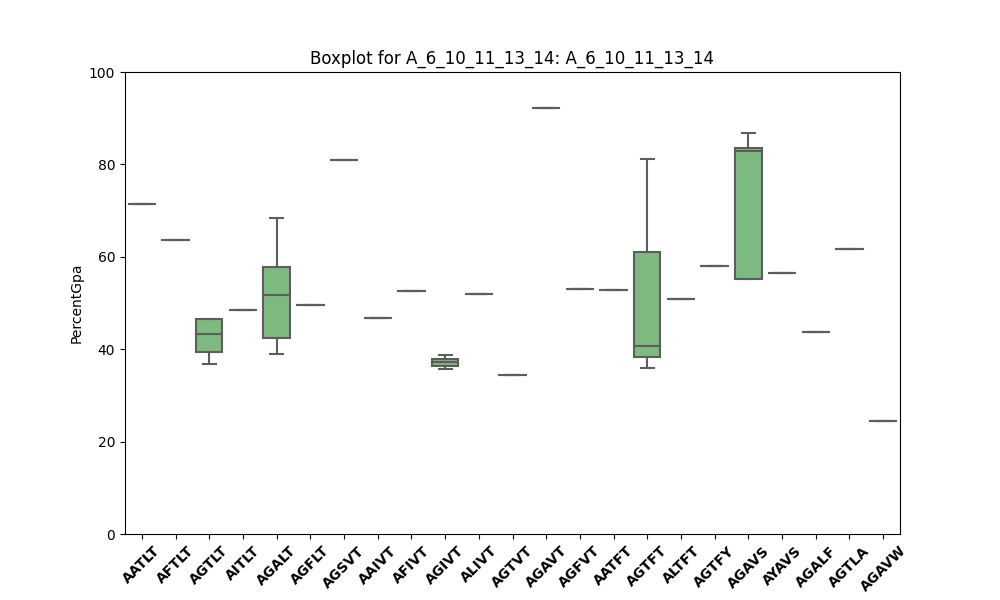 Boxplot for A_6_10_11_13_14: A_6_10_11_13_14
100
80
60
40
20
0
PercentGpa
AATLT
AFTLT
AGTLT
AITLT
AGALT
AGFLT
AGSVT
AAIVT
AFIVT
AGIVT
ALIVT
AGTVT
AGAVT
AGFVT
AATFT
AGTFT
ALTFT
AGTFY
AGAVS
AYAVS
AGALF
AGTLA
AGAVW